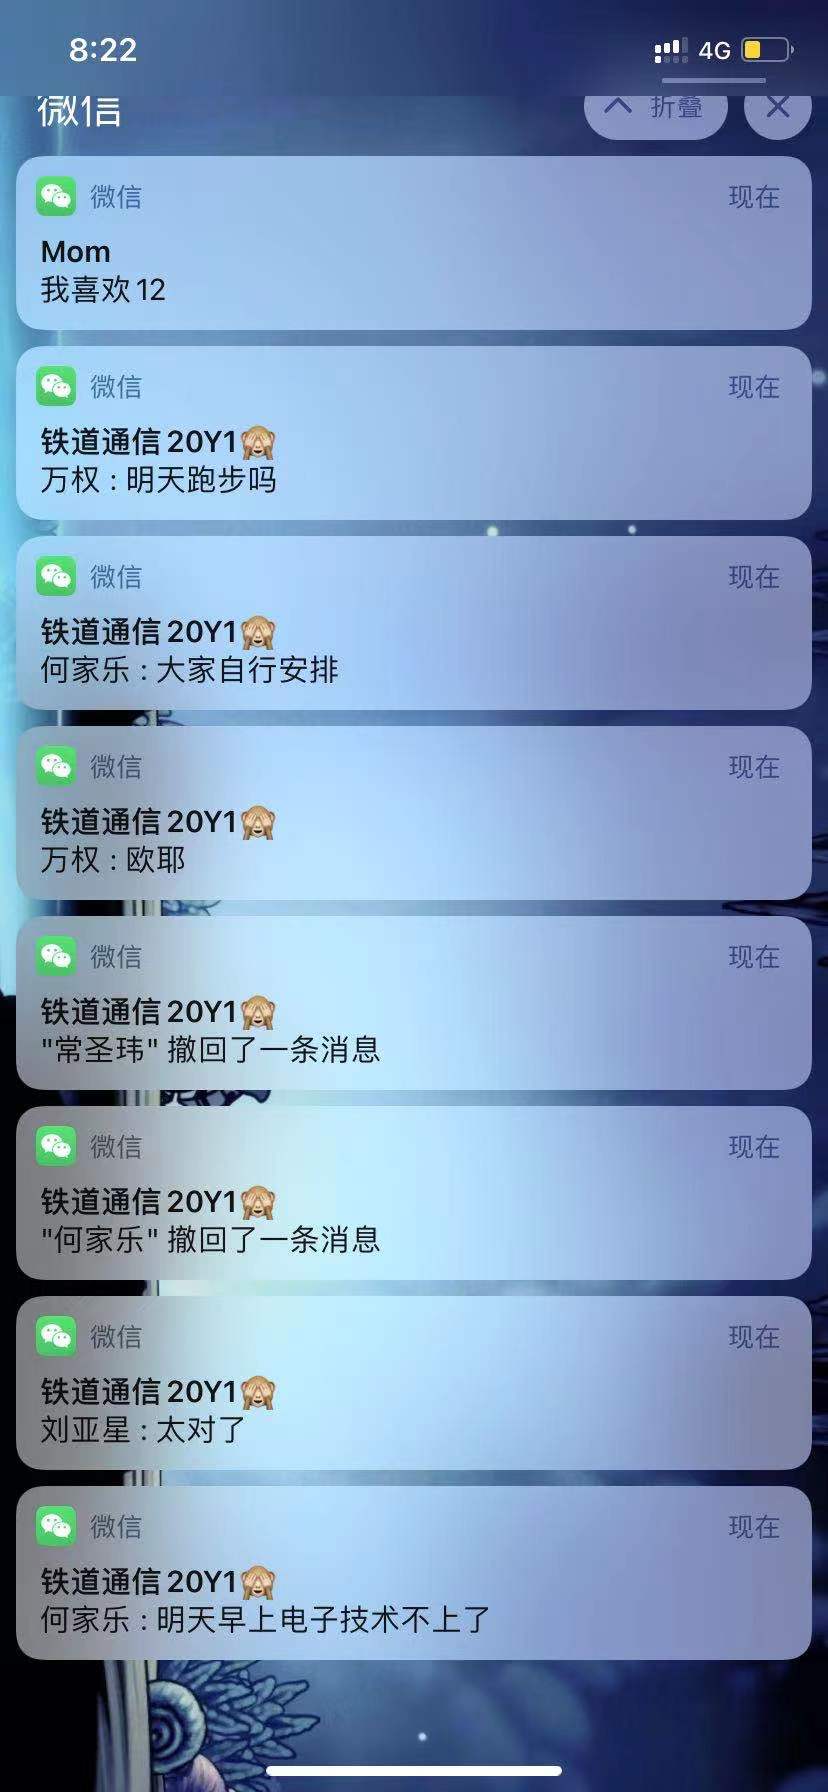 8:22
4G
微信
折叠
微信
现在
Mom
我喜欢12
微信
现在
铁道通信20Y1🙈
万权 : 明天跑步吗
微信
现在
铁道通信20Y1🙈
何家乐 : 大家自行安排
微信
现在
铁道通信20Y1🙈
万权 : 欧耶
微信
现在
铁道通信20Y1🙈
"常圣玮" 撤回了一条消息
微信
现在
铁道通信20Y1🙈
"何家乐" 撤回了一条消息
微信
现在
铁道通信20Y1🙈
刘亚星 : 太对了
微信
现在
铁道通信20Y1🙈
何家乐 : 明天早上电子技术不上了